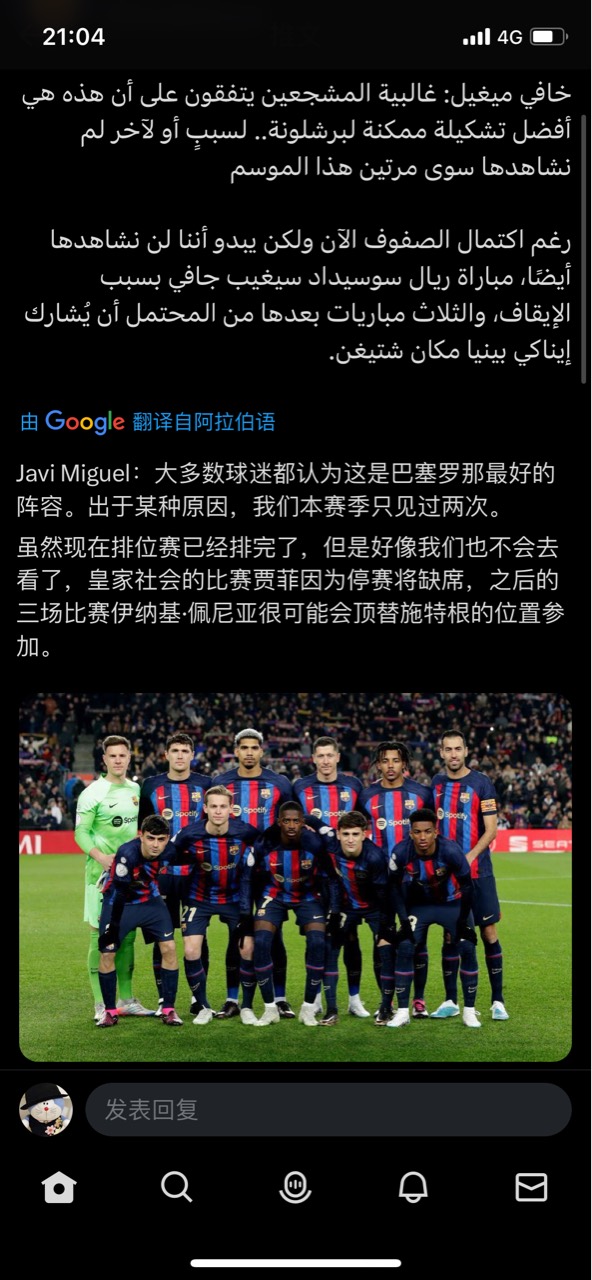 21:04
4G
خافي ميغيل: غالبية المشجعين يتفقون على أن هذه هي
أفضل تشكيلة ممكنة لبرشلونة.. لسببٍ أو لآخر لم
نشاهدها سوى مرتين هذا الموسم
رغم اكتمال الصفوف الآن ولكن يبدو أننا لن نشاهدها
أيضًا، مباراة ريال سوسيداد سيغيب جافي بسبب
الإيقاف، والثلاث مباريات بعدها من المحتمل أن يُشارك
إيناكي بينيا مكان شتيغن.
由 Google 翻译自阿拉伯语
Javi Miguel：大多数球迷都认为这是巴塞罗那最好的
阵容。出于某种原因，我们本赛季只见过两次。
虽然现在排位赛已经排完了，但是好像我们也不会去
看了，皇家社会的比赛贾菲因为停赛将缺席，之后的
三场比赛伊纳基·佩尼亚很可能会顶替施特根的位置参
加。
Spotify
Spotify
Spotify
Spotify
Spotify
21
7
发表回复